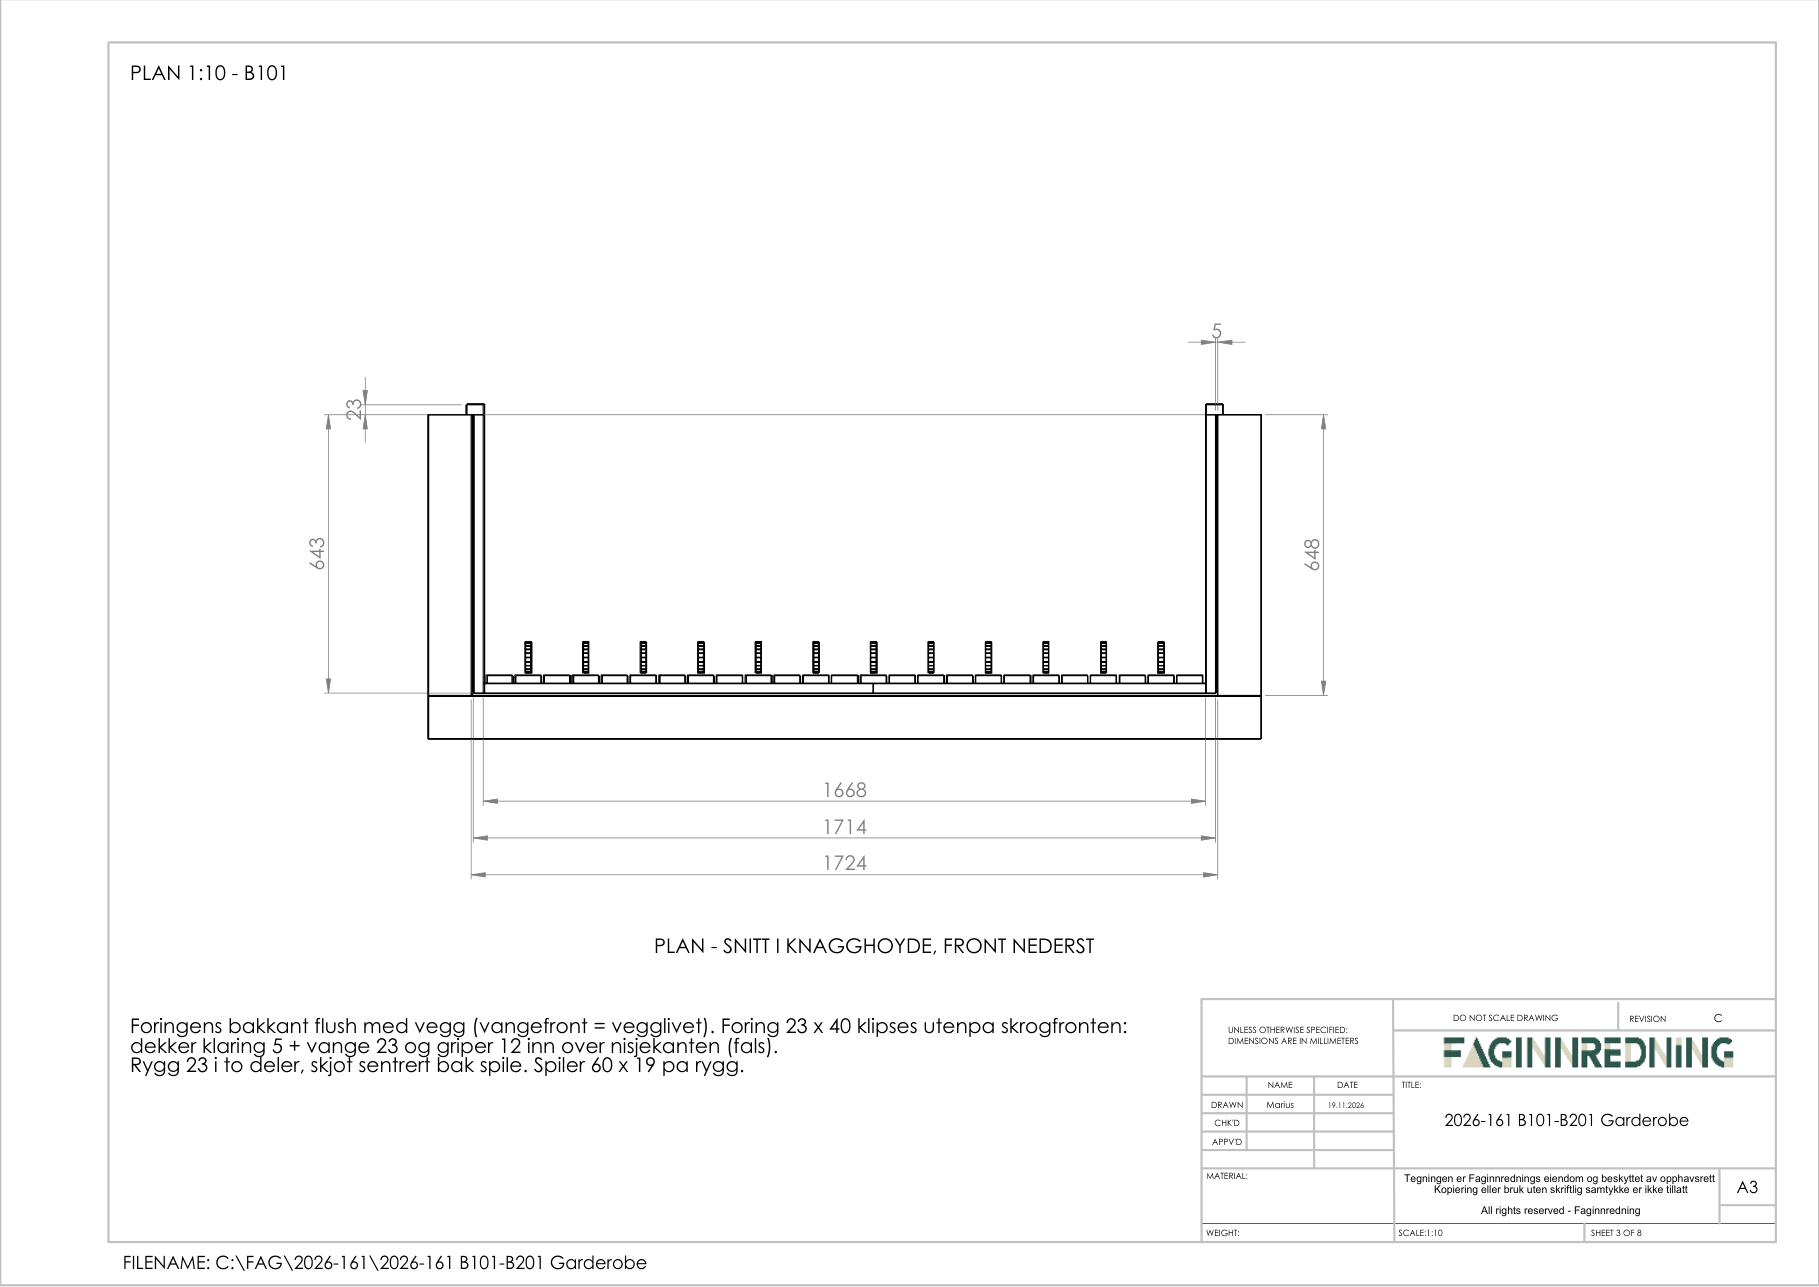 PLAN 1:10 - B101
5
23
643
648
1668
1714
1724
PLAN - SNITT I KNAGGHOYDE, FRONT NEDERST
Foringens bakkant flush med vegg (vangefront = vegglivet). Foring 23 x 40 klipses utenpa skrogfronten:
dekker klaring 5 + vange 23 og griper 12 inn over nisjekanten (fals).
Rygg 23 i to deler, skjot sentrert bak spile. Spiler 60 x 19 pa rygg.
UNLESS OTHERWISE SPECIFIED:
DIMENSIONS ARE IN MILLIMETERS
DO NOT SCALE DRAWING
REVISION C
FAGINNREDNiNG
NAME DATE
DRAWN Marius 19.11.2026
CHK'D
APPV'D
TITLE:
2026-161 B101-B201 Garderobe
MATERIAL:
Tegningen er Faginnrednings eiendom og beskyttet av opphavsrett
Kopiering eller bruk uten skriftlig samtykke er ikke tillatt
All rights reserved - Faginnredning
A3
WEIGHT:
SCALE:1:10
SHEET 3 OF 8
FILENAME: C:\FAG\2026-161\2026-161 B101-B201 Garderobe